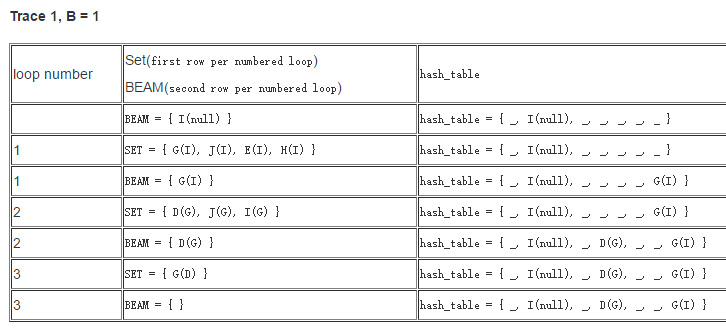 Trace 1, B = 1
loop number
Set(first row per numbered loop)
BEAM(second row per numbered loop)
hash_table
BEAM = { I(null) }
hash_table = { _, I(null), _, _, _, _, _ }
1
SET = { G(I), J(I), E(I), H(I) }
hash_table = { _, I(null), _, _, _, _, _ }
1
BEAM = { G(I) }
hash_table = { _, I(null), _, _, _, _, G(I) }
2
SET = { D(G), J(G), I(G) }
hash_table = { _, I(null), _, _, _, _, G(I) }
2
BEAM = { D(G) }
hash_table = { _, I(null), _, D(G), _, _, G(I) }
3
SET = { G(D) }
hash_table = { _, I(null), _, D(G), _, _, G(I) }
3
BEAM = { }
hash_table = { _, I(null), _, D(G), _, _, G(I) }